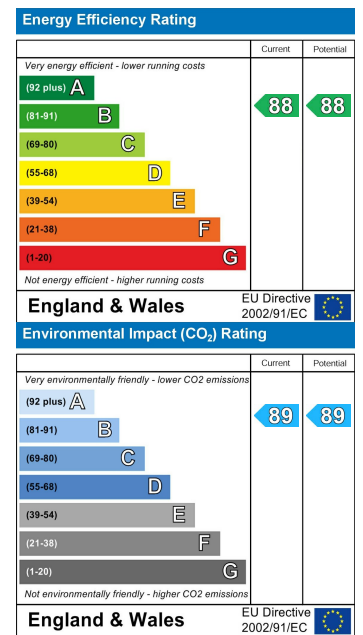 Energy Efficiency Rating
Current Potential
Very energy efficient - lower running costs
(92 plus) A
(81-91) B
88 88
(69-80) C
(55-68) D
(39-54) E
(21-38) F
(1-20) G
Not energy efficient - higher running costs
England & Wales
EU Directive
2002/91/EC
Environmental Impact (CO₂) Rating
Current Potential
Very environmentally friendly - lower CO2 emissions
(92 plus) A
(81-91) B
89 89
(69-80) C
(55-68) D
(39-54) E
(21-38) F
(1-20) G
Not environmentally friendly - higher CO2 emissions
England & Wales
EU Directive
2002/91/EC